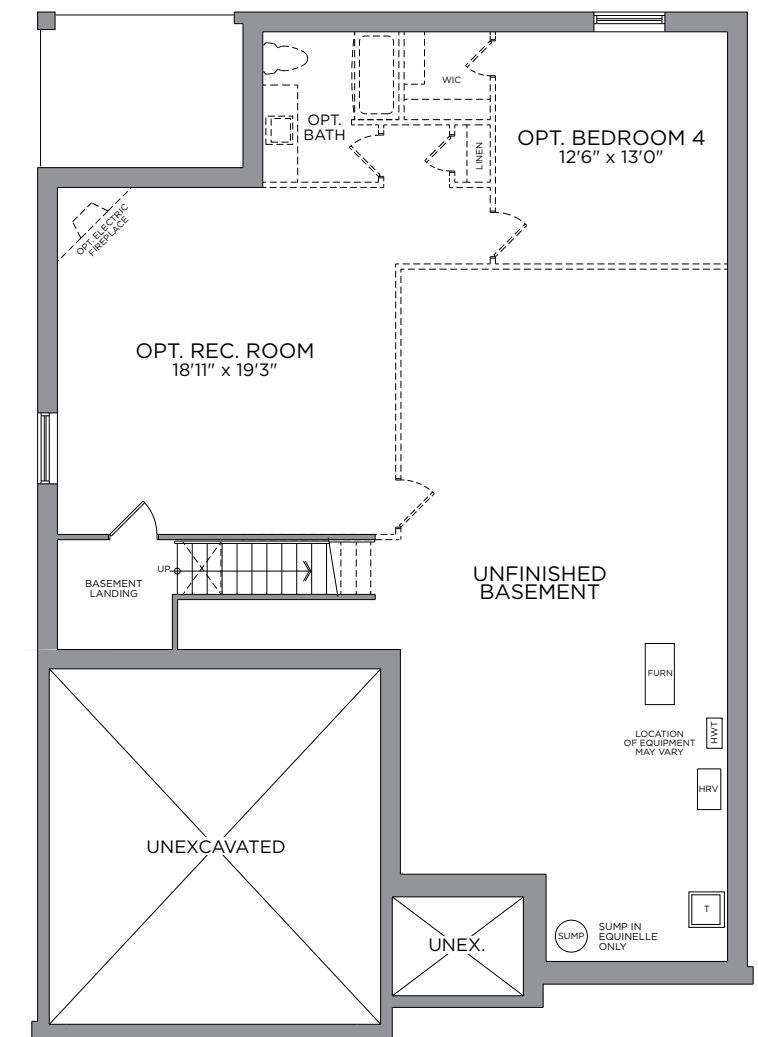 WIC
OPT.
BATH
LINEN
OPT. BEDROOM 4
12'6" x 13'0"
OPT. ELECTRIC
FIREPLACE
OPT. REC. ROOM
18'11" x 19'3"
UP
BASEMENT
LANDING
UNFINISHED
BASEMENT
FURN
LOCATION
OF EQUIPMENT
MAY VARY
HWT
HRV
UNEXCAVATED
T
UNEX.
SUMP
SUMP IN
EQUINELLE
ONLY